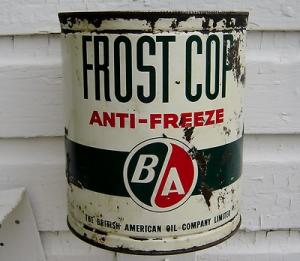 FROST COP
ANTI-FREEZE
BA
THE BRITISH AMERICAN OIL COMPANY LIMITED